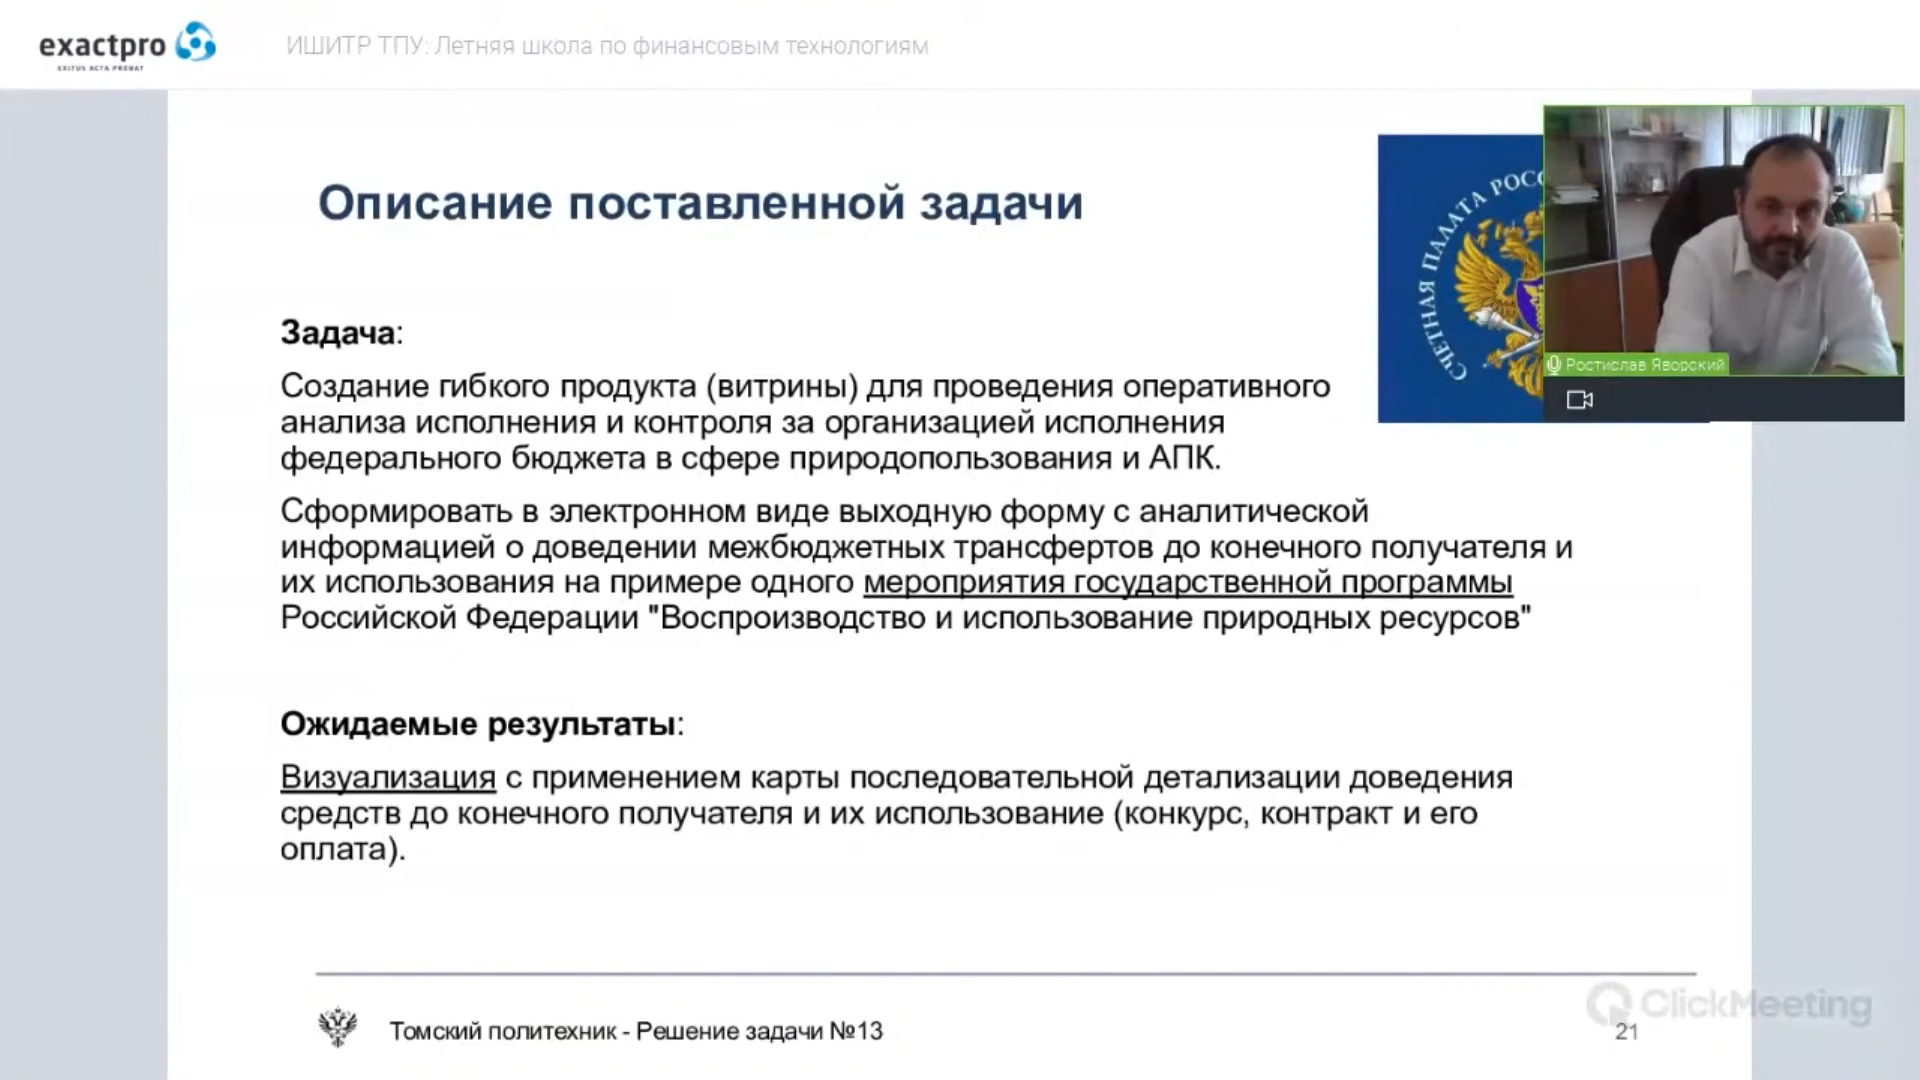 exactpro
EXITUS ACTA PROBAT
ИШИТР ТПУ: Летняя школа по финансовым технологиям
Описание поставленной задачи
СЧЕТНАЯ ПАЛАТА
Ростислав Яворский
Задача:
Создание гибкого продукта (витрины) для проведения оперативного
анализа исполнения и контроля за организацией исполнения
федерального бюджета в сфере природопользования и АПК.
Сформировать в электронном виде выходную форму с аналитической
информацией о доведении межбюджетных трансфертов до конечного получателя и
их использования на примере одного мероприятия государственной программы
Российской Федерации "Воспроизводство и использование природных ресурсов"
Ожидаемые результаты:
Визуализация с применением карты последовательной детализации доведения
средств до конечного получателя и их использование (конкурс, контракт и его
оплата).
Томский политехник - Решение задачи №13
21
ClickMeeting